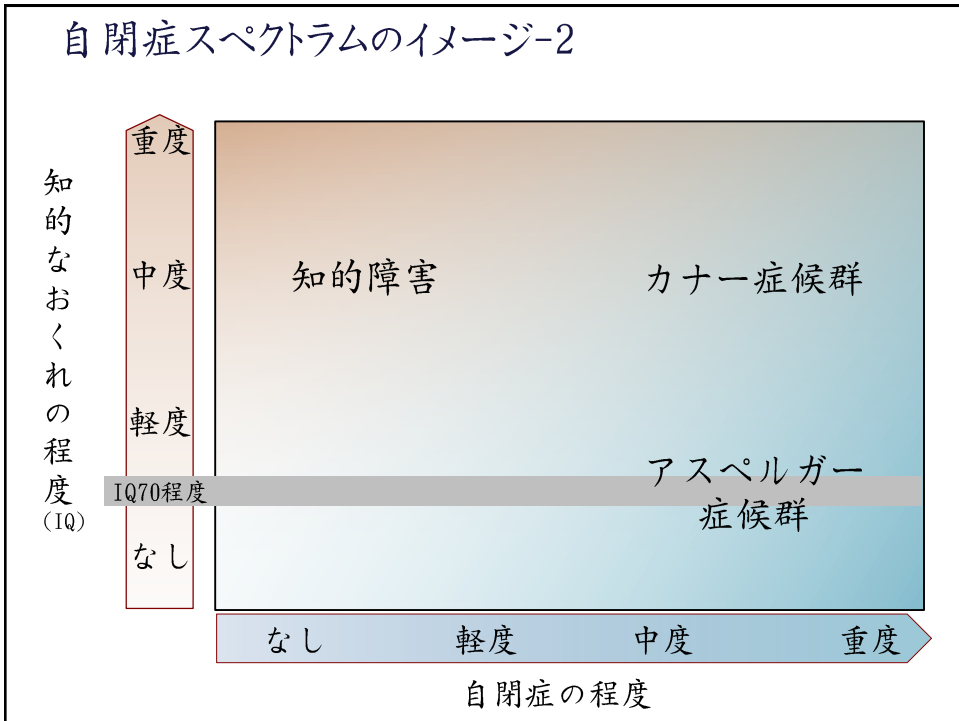 自閉症スペクトラムのイメージ-2
知的なおくれの程度
(IQ)
重度
中度
軽度
IQ70程度
なし
知的障害
カナー症候群
アスペルガー
症候群
なし
軽度
中度
重度
自閉症の程度